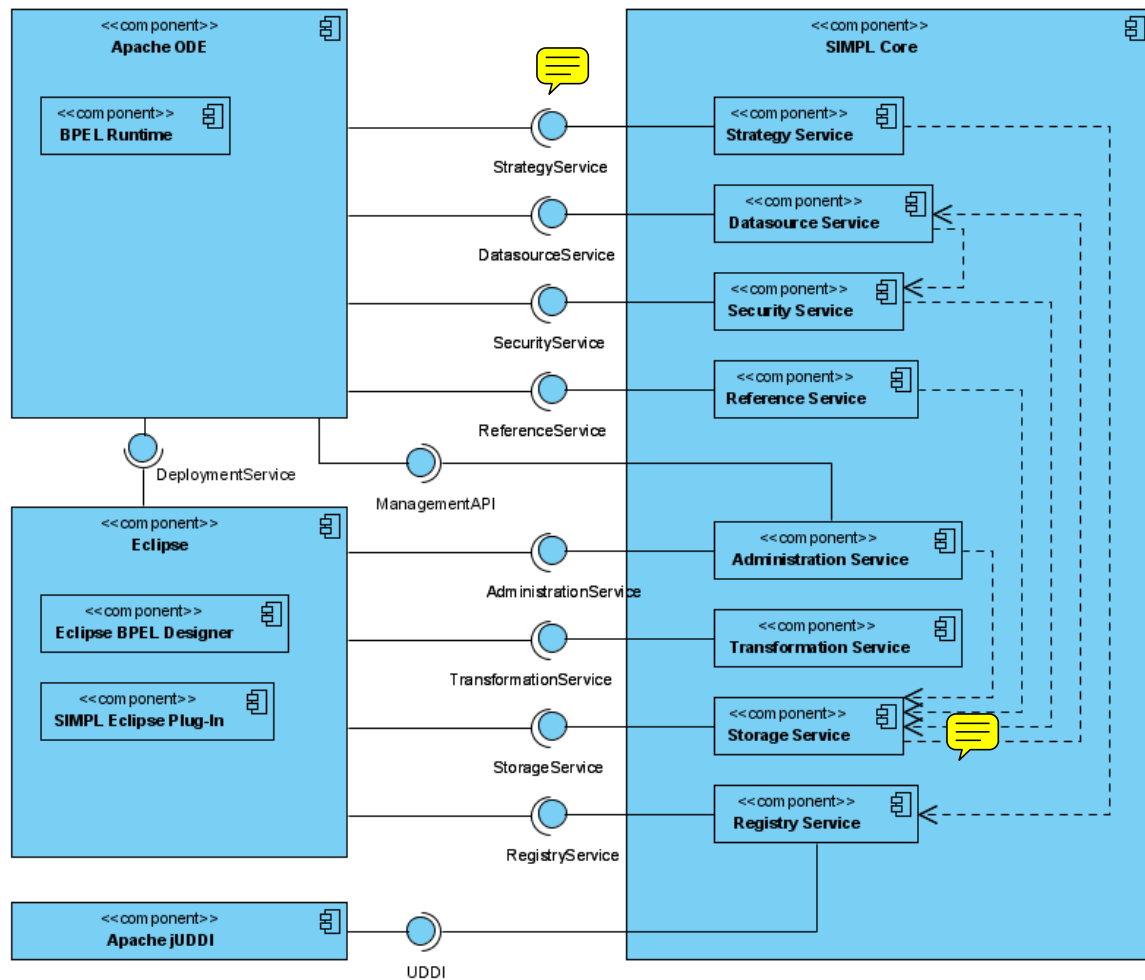 <<component>>
Apache ODE
<<component>>
BPEL Runtime
<<component>>
SIMPL Core
StrategyService
<<component>>
Strategy Service
DatasourceService
<<component>>
Datasource Service
SecurityService
<<component>>
Security Service
ReferenceService
<<component>>
Reference Service
DeploymentService
ManagementAPI
<<component>>
Eclipse
<<component>>
Eclipse BPEL Designer
<<component>>
SIMPL Eclipse Plug-In
AdministrationService
<<component>>
Administration Service
TransformationService
<<component>>
Transformation Service
StorageService
<<component>>
Storage Service
RegistryService
<<component>>
Registry Service
<<component>>
Apache jUDDI
UDDI